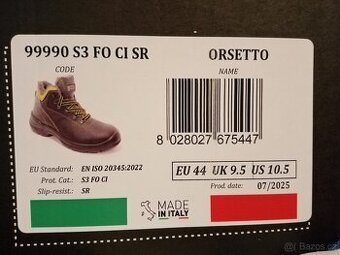 99990 S3 FO CI SR
CODE
ORSETTO
NAME
8 028027 675447
EU Standard: EN ISO 20345:2022
Prot. Cat.: S3 FO CI
Slip-resist.: SR
EU 44 UK 9.5 US 10.5
Prod. date: 07/2025
MADE
IN ITALY
© Bazos.cz